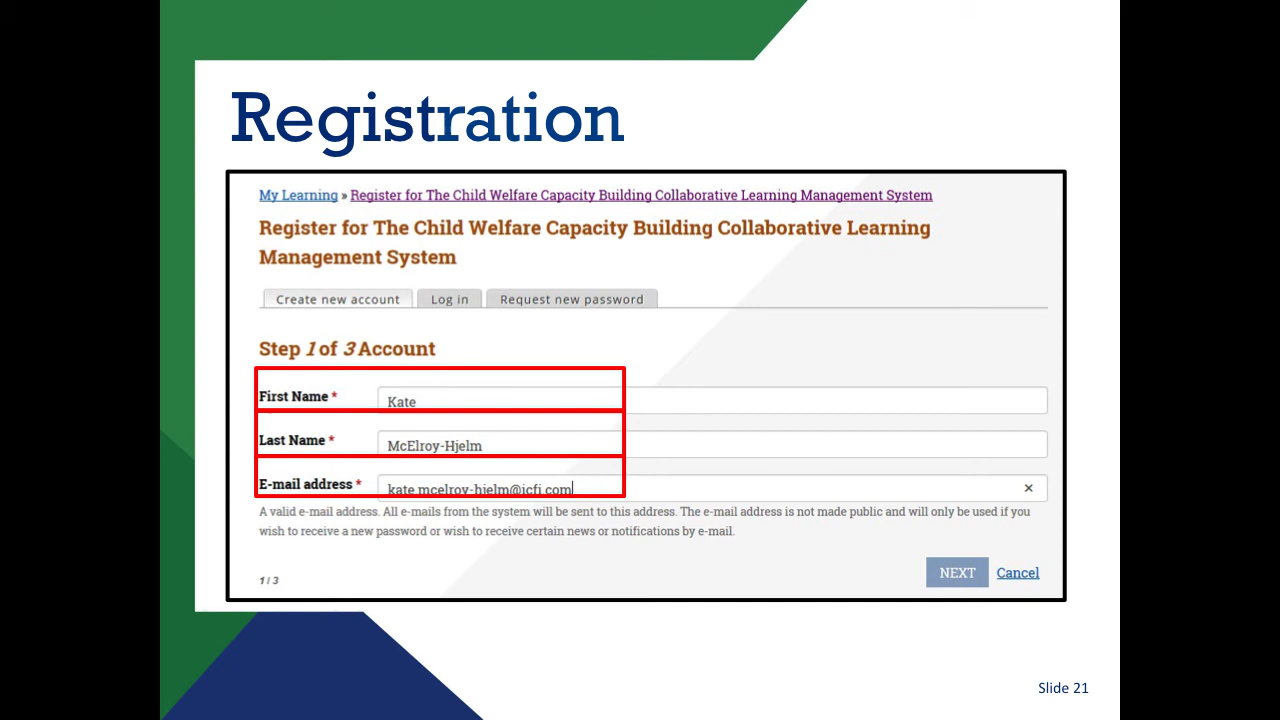 Registration
My Learning » Register for The Child Welfare Capacity Building Collaborative Learning Management System
Register for The Child Welfare Capacity Building Collaborative Learning
Management System
Create new account Log in Request new password
Step 1 of 3 Account
First Name * Kate
Last Name * McElroy-Hjelm
E-mail address * kate.mcelroy-hjelm@icfi.com ×
A valid e-mail address. All e-mails from the system will be sent to this address. The e-mail address is not made public and will only be used if you
wish to receive a new password or wish to receive certain news or notifications by e-mail.
1 / 3
NEXT Cancel
Slide 21